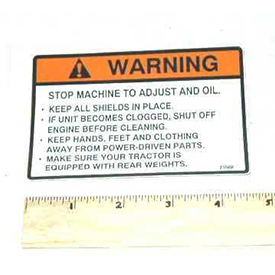 WARNING
STOP MACHINE TO ADJUST AND OIL.
• KEEP ALL SHIELDS IN PLACE.
• IF UNIT BECOMES CLOGGED, SHUT OFF
ENGINE BEFORE CLEANING.
• KEEP HANDS, FEET AND CLOTHING
AWAY FROM POWER-DRIVEN PARTS.
• MAKE SURE YOUR TRACTOR IS
EQUIPPED WITH REAR WEIGHTS.
1 2 3 4 5